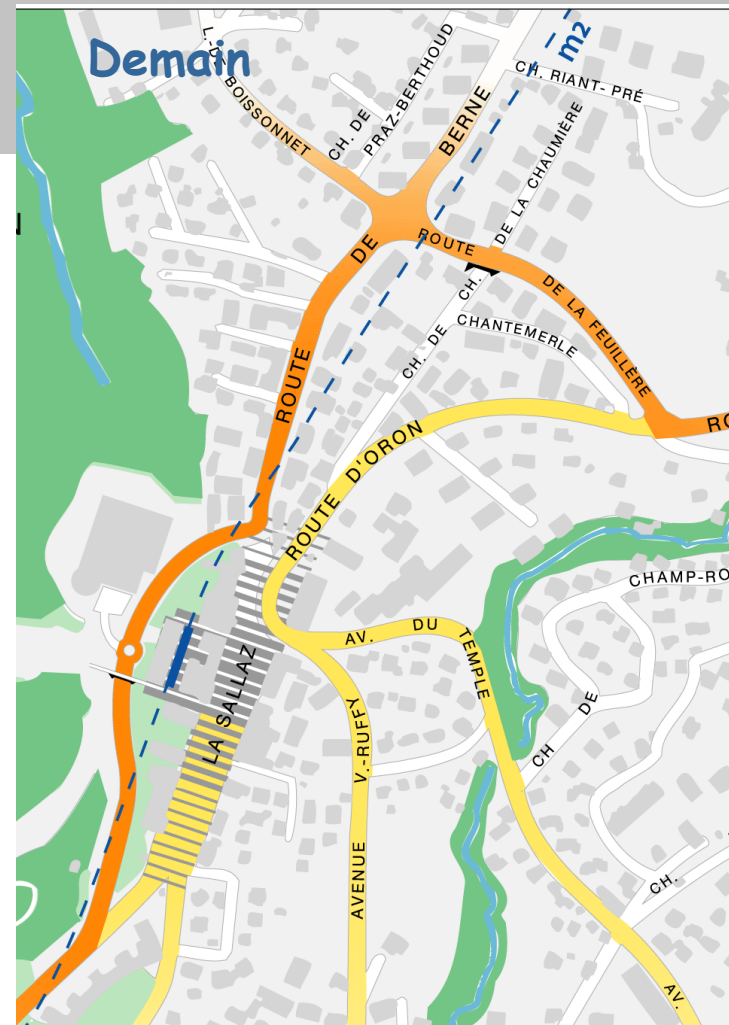 Demain
m2
L.-DE BOISSONNET
CH. DE
PRAZ-BERTHOUD
BERNE
CH. RIANT- PRÉ
CH. DE LA CHAUMIÈRE
ROUTE DE
ROUTE DE LA FEUILLÈRE
CH. DE
CHANTEMERLE
ROUTE D'ORON
CHAMP-RO
AV. DU TEMPLE
LA SALLAZ
AVENUE V.-RUFFY
CH DE
CH.
AV.